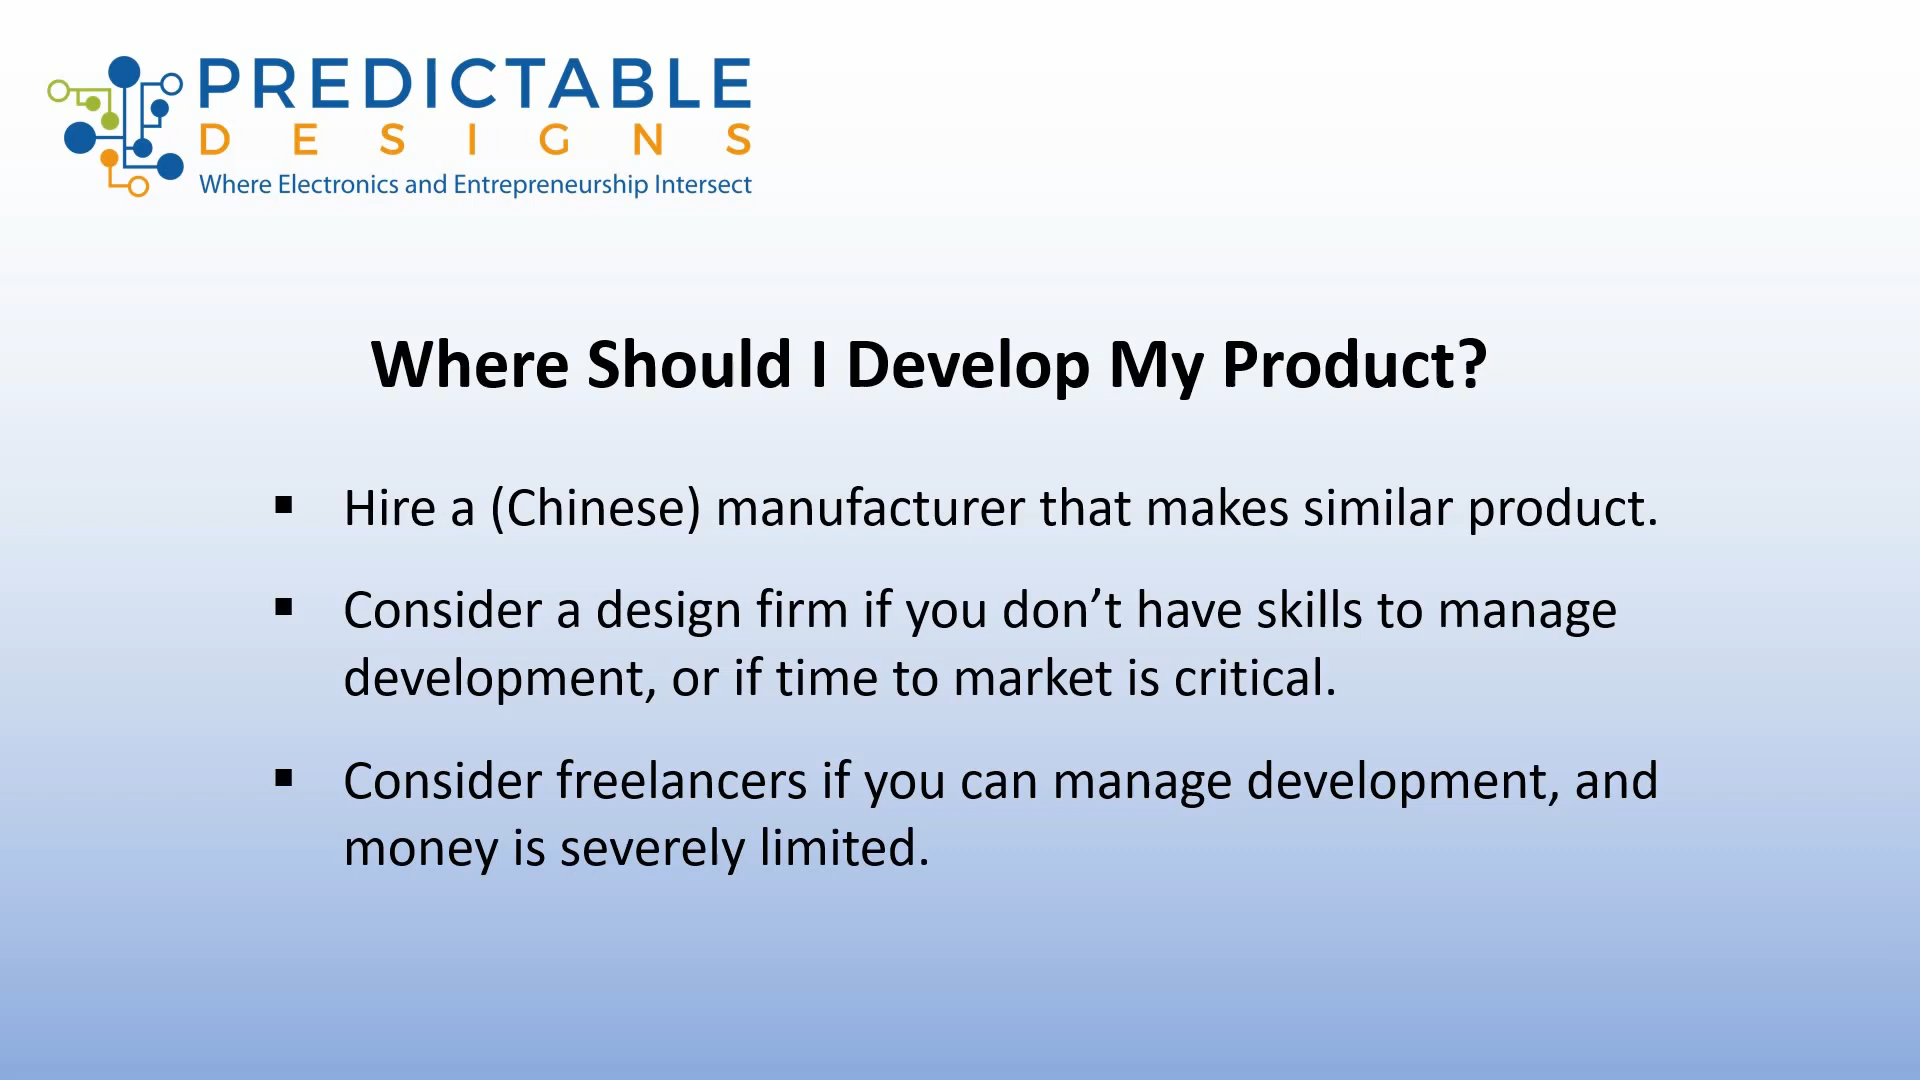 PREDICTABLE
DESIGNS
Where Electronics and Entrepreneurship Intersect
Where Should I Develop My Product?
▪ Hire a (Chinese) manufacturer that makes similar product.
▪ Consider a design firm if you don’t have skills to manage
development, or if time to market is critical.
▪ Consider freelancers if you can manage development, and
money is severely limited.